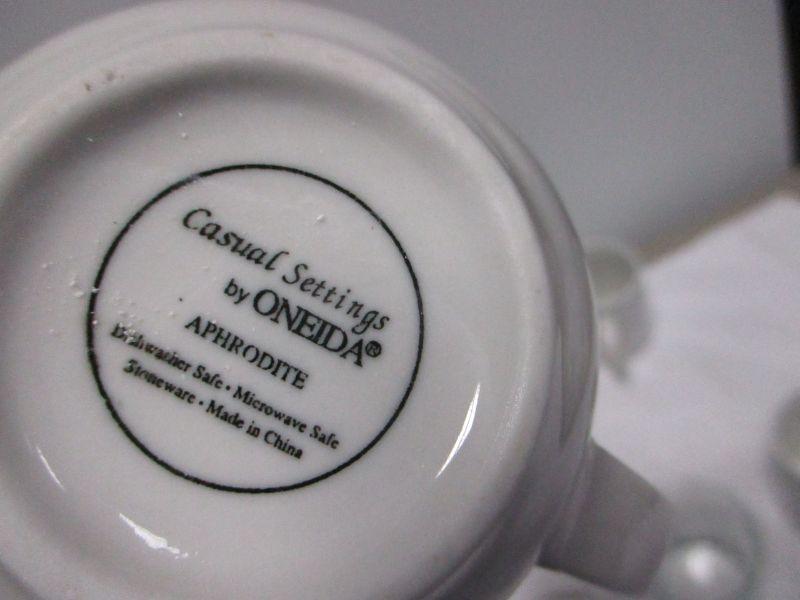 Casual Settings
by ONEIDA®
APHRODITE
Dishwasher Safe • Microwave Safe
Stoneware • Made in China